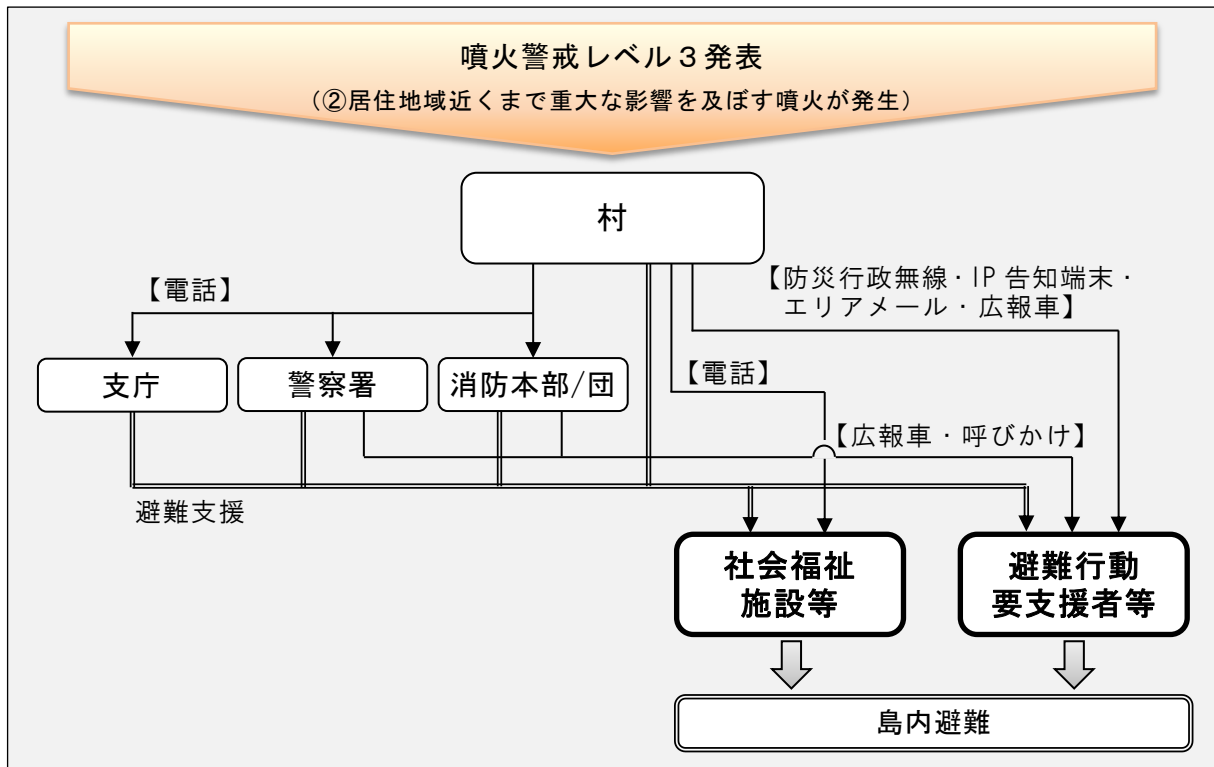 噴火警戒レベル３発表
（②居住地域近くまで重大な影響を及ぼす噴火が発生）
村
【電話】
【防災行政無線・IP 告知端末・
エリアメール・広報車】
支庁
警察署
消防本部/団
【電話】
【広報車・呼びかけ】
避難支援
社会福祉
施設等
避難行動
要支援者等
島内避難